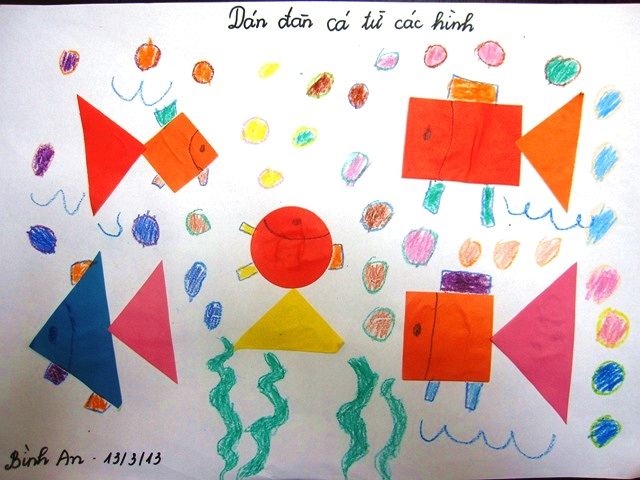 Dán đàn cá từ các hình
Bình An - 13/3/13